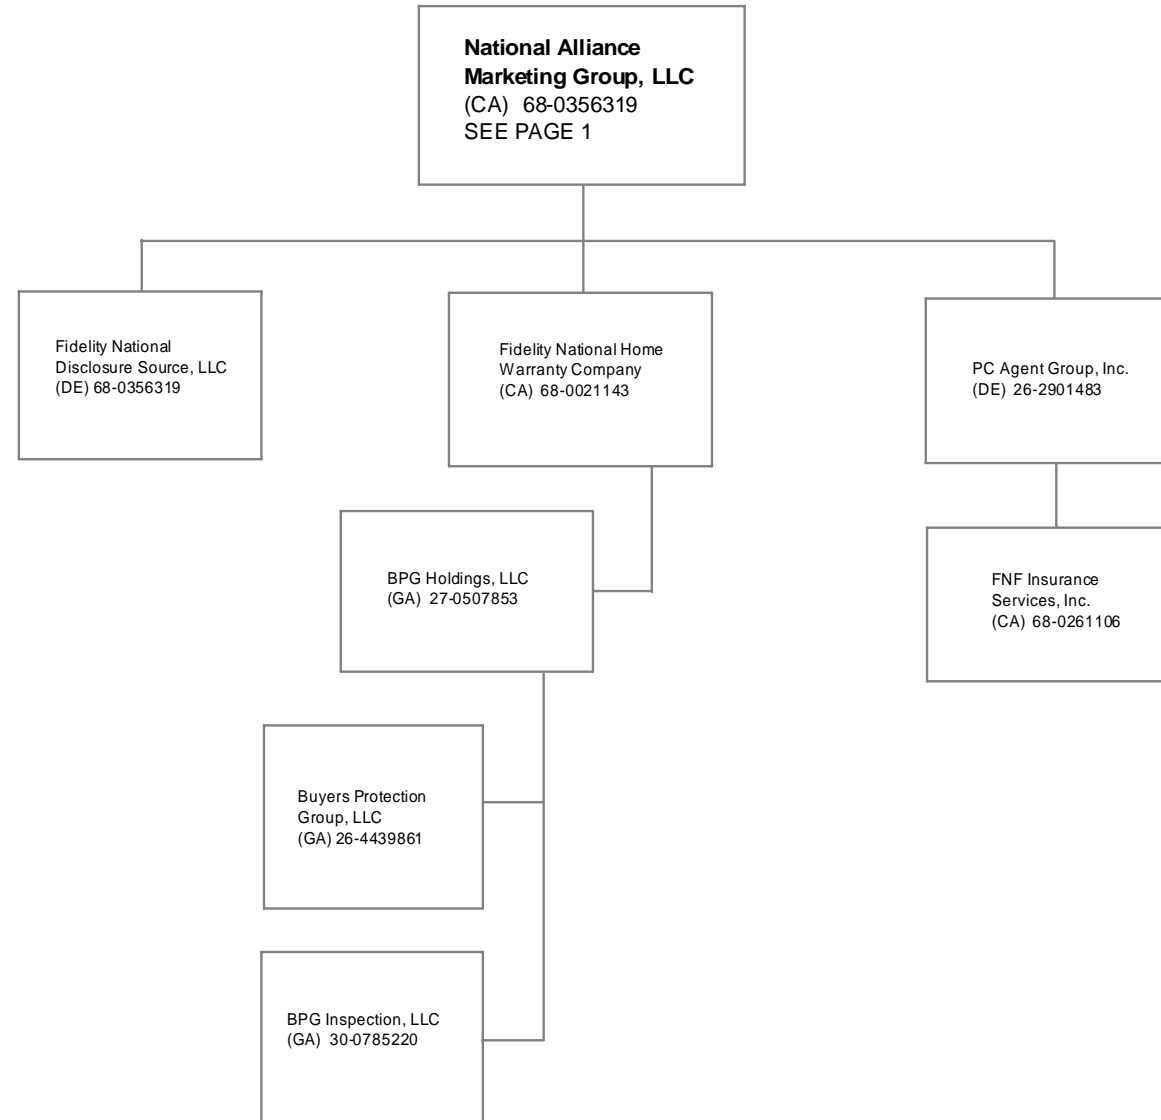 National Alliance
Marketing Group, LLC
(CA) 68-0356319
SEE PAGE 1
Fidelity National
Disclosure Source, LLC
(DE) 68-0356319
Fidelity National Home
Warranty Company
(CA) 68-0021143
PC Agent Group, Inc.
(DE) 26-2901483
BPG Holdings, LLC
(GA) 27-0507853
FNF Insurance
Services, Inc.
(CA) 68-0261106
Buyers Protection
Group, LLC
(GA) 26-4439861
BPG Inspection, LLC
(GA) 30-0785220